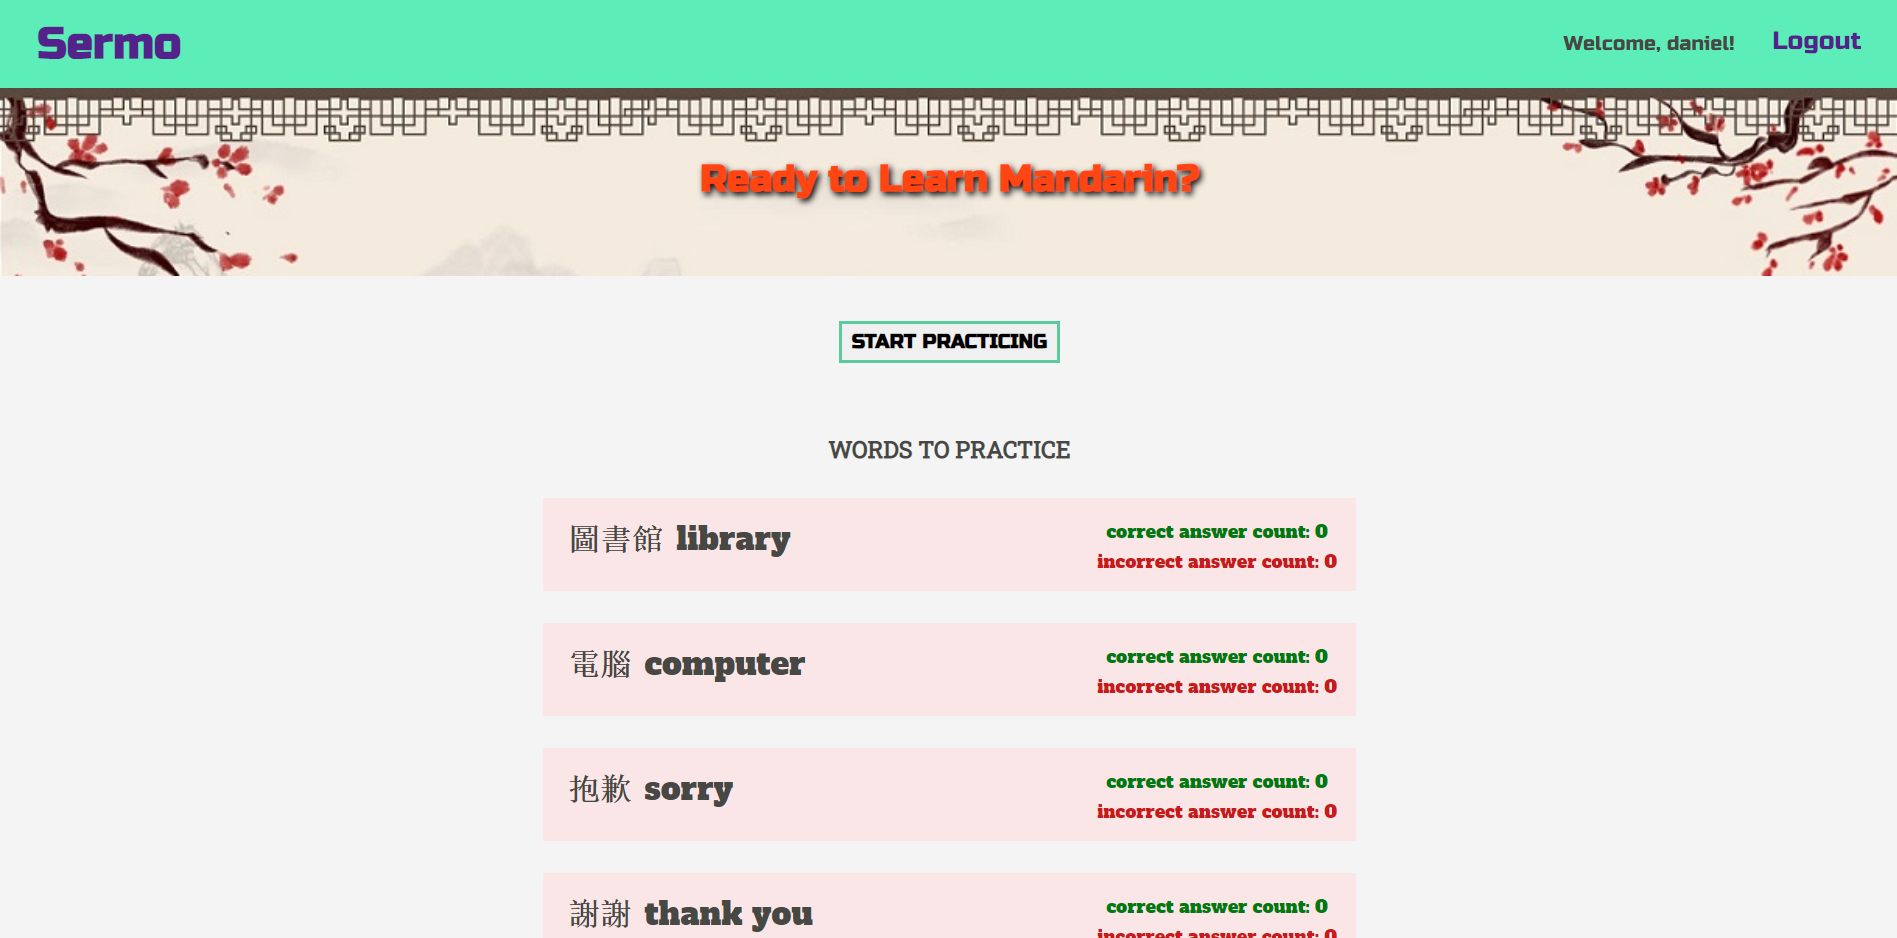 Sermo
Welcome, daniel!
Logout
Ready to Learn Mandarin?
START PRACTICING
WORDS TO PRACTICE
圖書館 library
correct answer count: 0
incorrect answer count: 0
電腦 computer
correct answer count: 0
incorrect answer count: 0
抱歉 sorry
correct answer count: 0
incorrect answer count: 0
謝謝 thank you
correct answer count: 0
incorrect answer count: 0